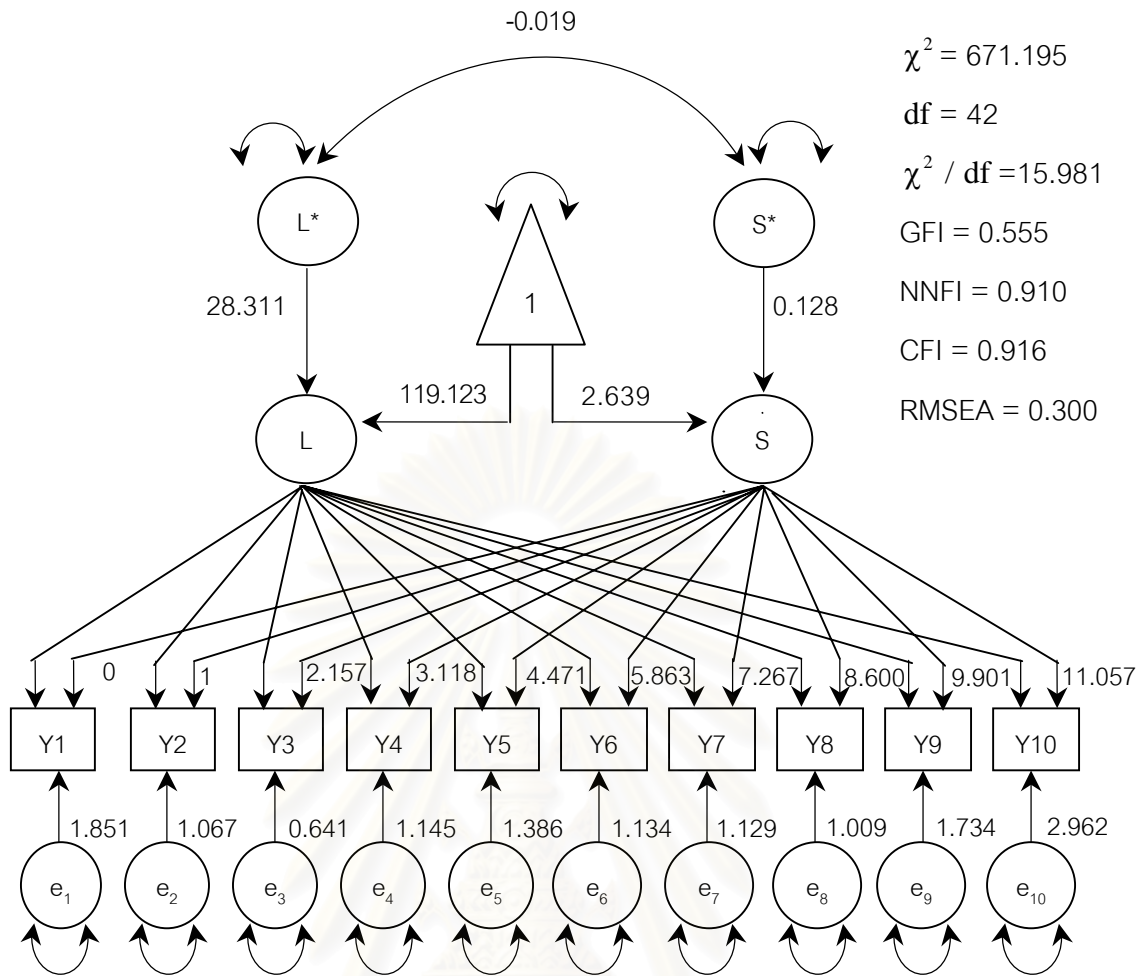 -0.019
χ² = 671.195
df = 42
χ² / df =15.981
GFI = 0.555
NNFI = 0.910
CFI = 0.916
RMSEA = 0.300
L*
S*
1
28.311
0.128
119.123
2.639
L
S
0
1
2.157
3.118
4.471
5.863
7.267
8.600
9.901
11.057
Y1
Y2
Y3
Y4
Y5
Y6
Y7
Y8
Y9
Y10
1.851
1.067
0.641
1.145
1.386
1.134
1.129
1.009
1.734
2.962
e₁
e₂
e₃
e₄
e₅
e₆
e₇
e₈
e₉
e₁₀